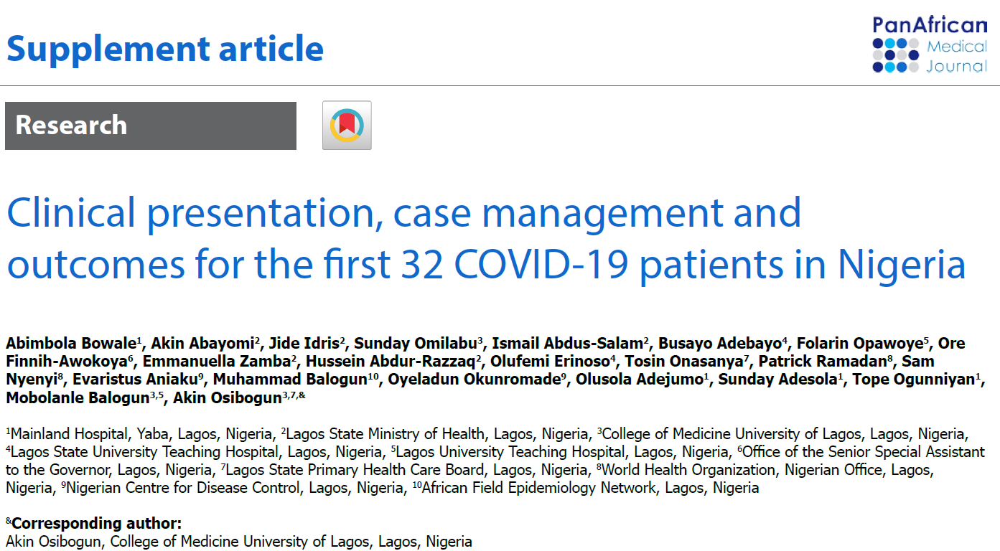 Supplement article
PanAfrican
Medical
Journal
Research
Clinical presentation, case management and
outcomes for the first 32 COVID-19 patients in Nigeria
Abimbola Bowale1, Akin Abayomi2, Jide Idris2, Sunday Omilabu3, Ismail Abdus-Salam2, Busayo Adebayo4, Folarin Opawoye5, Ore
Finnih-Awokoya6, Emmanuella Zamba2, Hussein Abdur-Razzaq2, Olufemi Erinoso4, Tosin Onasanya7, Patrick Ramadan8, Sam
Nyenyi8, Evaristus Aniaku9, Muhammad Balogun10, Oyeladun Okunromade9, Olusola Adejumo1, Sunday Adesola1, Tope Ogunniyan1,
Mobolanle Balogun3,5, Akin Osibogun3,7,&
1Mainland Hospital, Yaba, Lagos, Nigeria, 2Lagos State Ministry of Health, Lagos, Nigeria, 3College of Medicine University of Lagos, Lagos, Nigeria,
4Lagos State University Teaching Hospital, Lagos, Nigeria, 5Lagos University Teaching Hospital, Lagos, Nigeria, 6Office of the Senior Special Assistant
to the Governor, Lagos, Nigeria, 7Lagos State Primary Health Care Board, Lagos, Nigeria, 8World Health Organization, Nigerian Office, Lagos,
Nigeria, 9Nigerian Centre for Disease Control, Lagos, Nigeria, 10African Field Epidemiology Network, Lagos, Nigeria
&Corresponding author:
Akin Osibogun, College of Medicine University of Lagos, Lagos, Nigeria